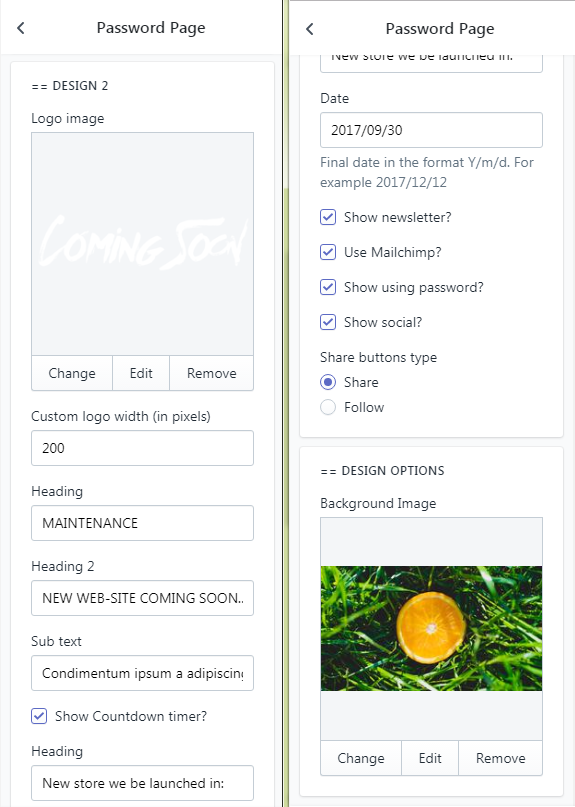 Password Page
== DESIGN 2
Logo image
COMING SOON
Change
Edit
Remove
Custom logo width (in pixels)
200
Heading
MAINTENANCE
Heading 2
NEW WEB-SITE COMING SOON..
Sub text
Condimentum ipsum a adipiscing
Show Countdown timer?
Heading
New store we be launched in:
Password Page
New store we be launched in:
Date
2017/09/30
Final date in the format Y/m/d. For
example 2017/12/12
Show newsletter?
Use Mailchimp?
Show using password?
Show social?
Share buttons type
Share
Follow
== DESIGN OPTIONS
Background Image
Change
Edit
Remove